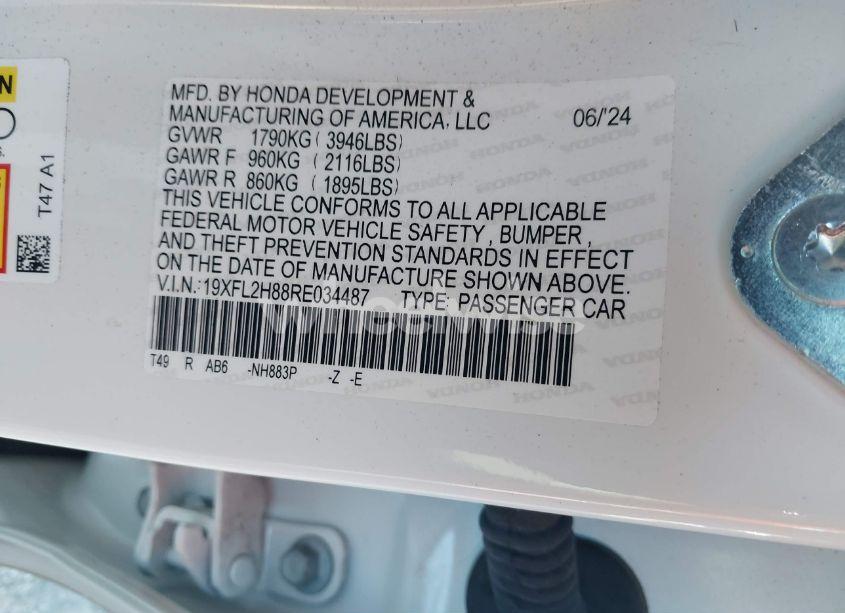 N
s.
T47 A1
MFD. BY HONDA DEVELOPMENT &
MANUFACTURING OF AMERICA, LLC 06/'24
GVWR 1790KG ( 3946LBS)
GAWR F 960KG ( 2116LBS)
GAWR R 860KG ( 1895LBS)
THIS VEHICLE CONFORMS TO ALL APPLICABLE
FEDERAL MOTOR VEHICLE SAFETY , BUMPER ,
AND THEFT PREVENTION STANDARDS IN EFFECT
ON THE DATE OF MANUFACTURE SHOWN ABOVE.
V.I.N.:19XFL2H88RE034487 TYPE: PASSENGER CAR
T49 R AB6 -NH883P -Z -E